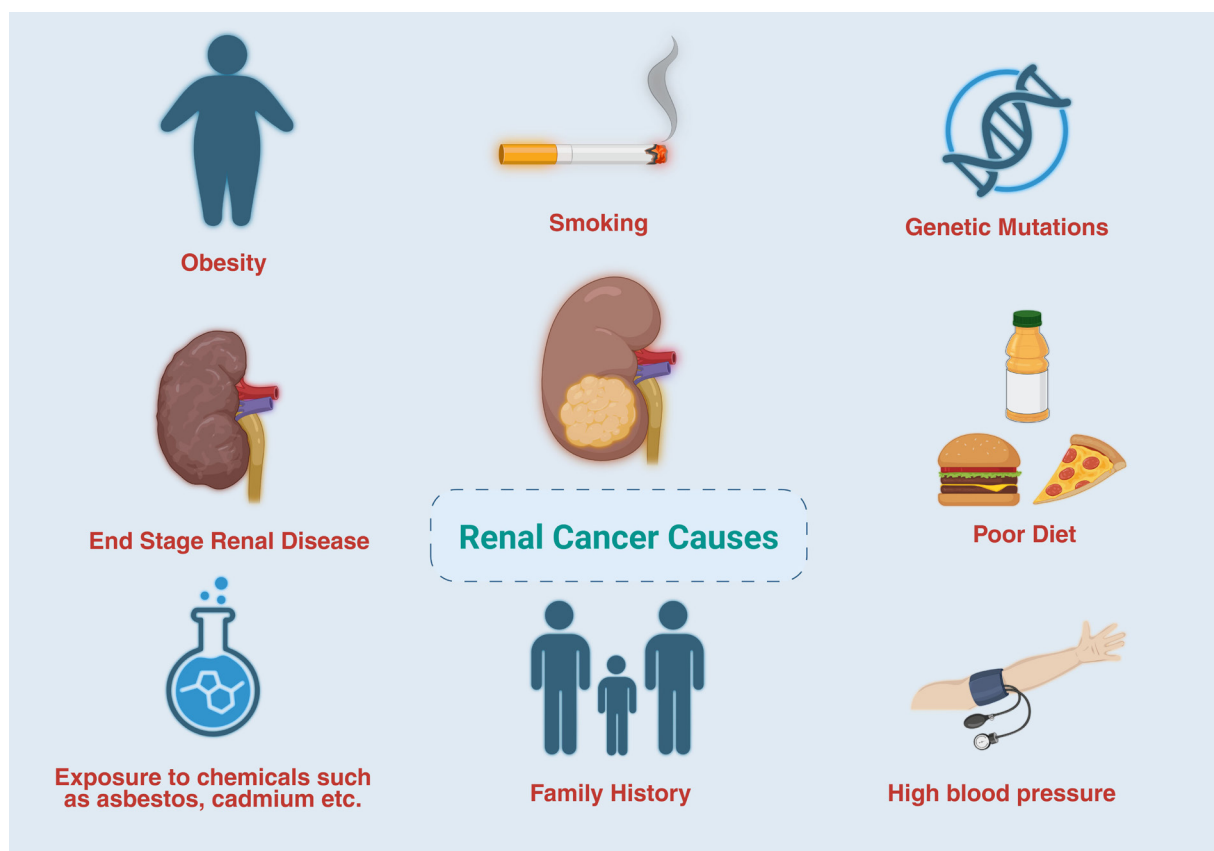 Obesity
Smoking
Genetic Mutations
End Stage Renal Disease
Renal Cancer Causes
Poor Diet
Exposure to chemicals such
as asbestos, cadmium etc.
Family History
High blood pressure